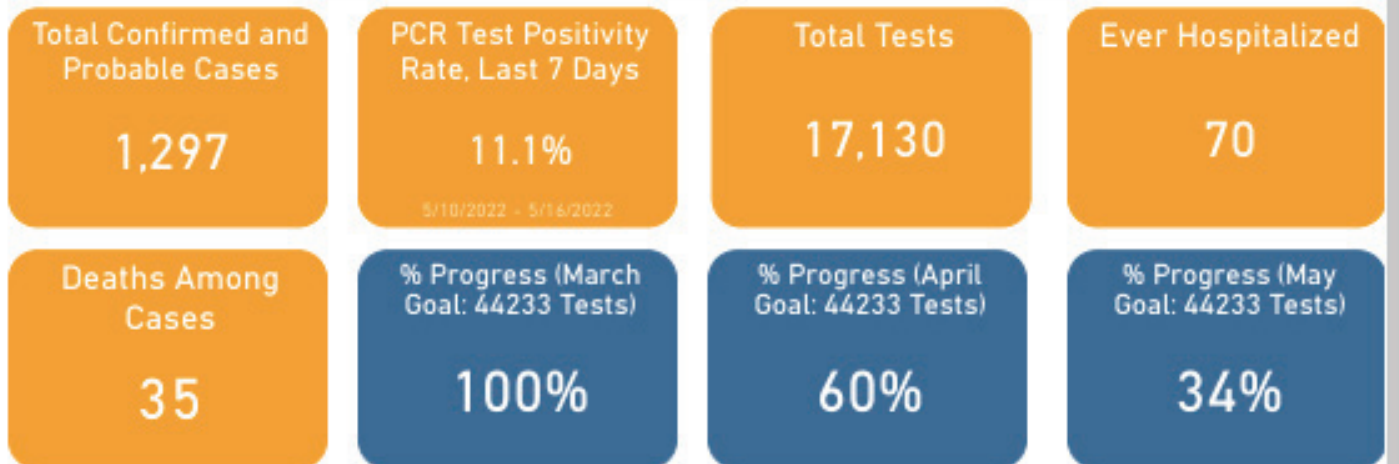 Total Confirmed and
Probable Cases
1,297
PCR Test Positivity
Rate, Last 7 Days
11.1%
5/10/2022 - 5/16/2022
Total Tests
17,130
Ever Hospitalized
70
Deaths Among
Cases
35
% Progress (March
Goal: 44233 Tests)
100%
% Progress (April
Goal: 44233 Tests)
60%
% Progress (May
Goal: 44233 Tests)
34%